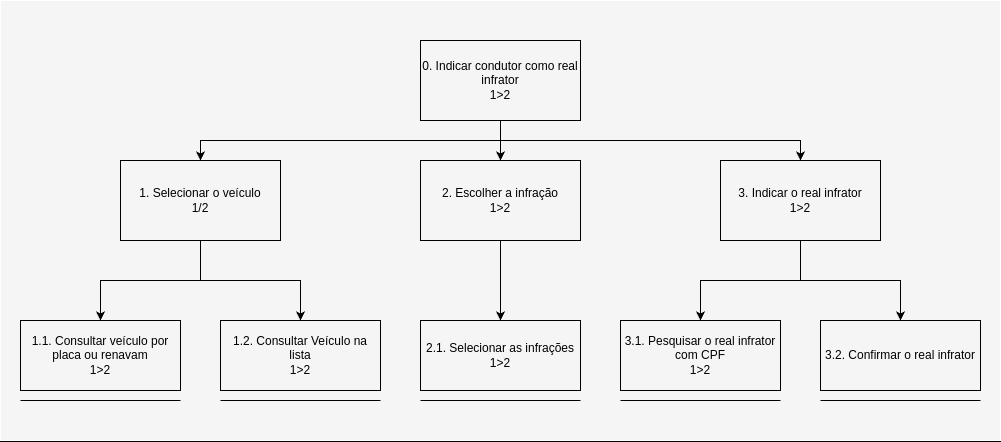 0. Indicar condutor como real
infrator
1>2
1. Selecionar o veículo
1/2
2. Escolher a infração
1>2
3. Indicar o real infrator
1>2
1.1. Consultar veículo por
placa ou renavam
1>2
1.2. Consultar Veículo na
lista
1>2
2.1. Selecionar as infrações
1>2
3.1. Pesquisar o real infrator
com CPF
1>2
3.2. Confirmar o real infrator